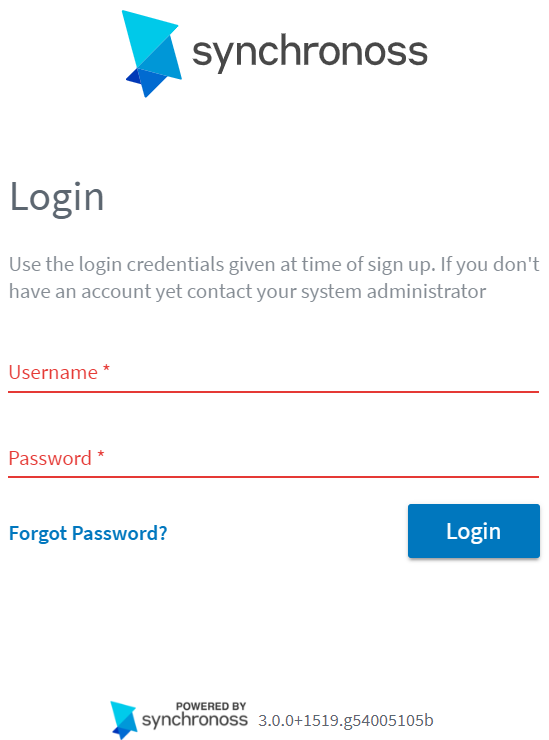 synchronoss
Login
Use the login credentials given at time of sign up. If you don't
have an account yet contact your system administrator
Username *
Password *
Forgot Password?
Login
POWERED BY
synchronoss
3.0.0+1519.g54005105b